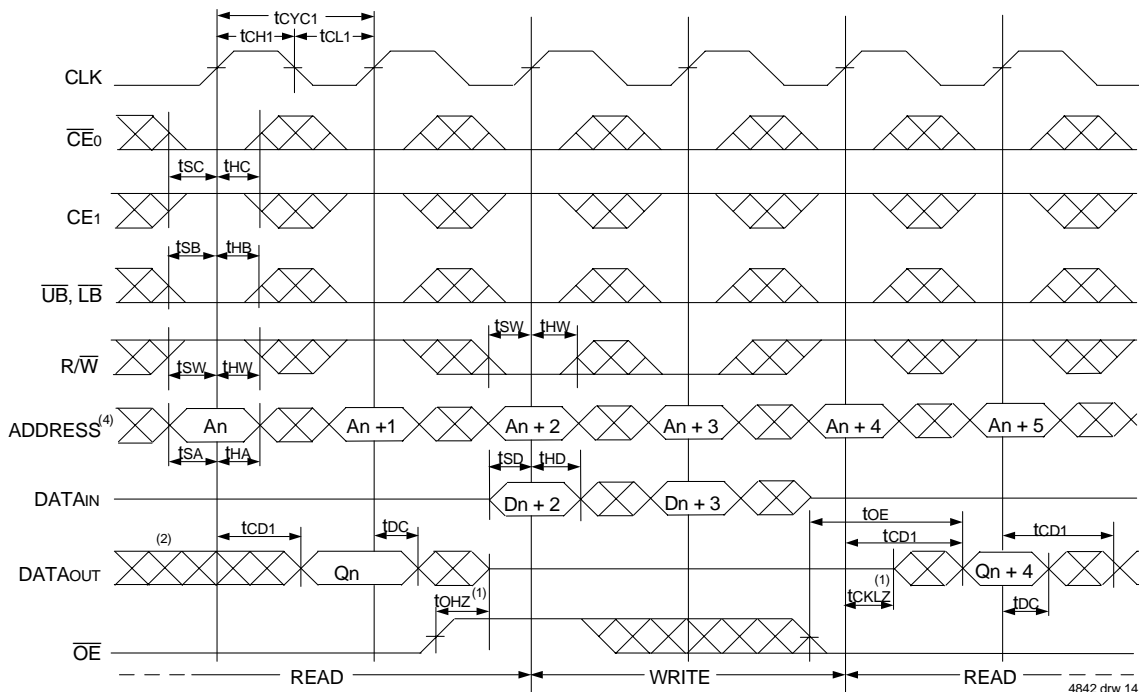 tCYC1
tCH1 tCL1
CLK
CE0
tSC tHC
CE1
tSB tHB
UB, LB
tSW tHW
R/W
tSW tHW
ADDRESS(4) An An +1 An + 2 An + 3 An + 4 An + 5
tSA tHA tSD tHD
DATAIN Dn + 2 Dn + 3
tOE
(2) tCD1 tDC tCD1 tCD1
DATAOUT Qn Qn + 4
tOHZ(1) tCKLZ(1) tDC
OE
READ WRITE READ
4842 drw 14